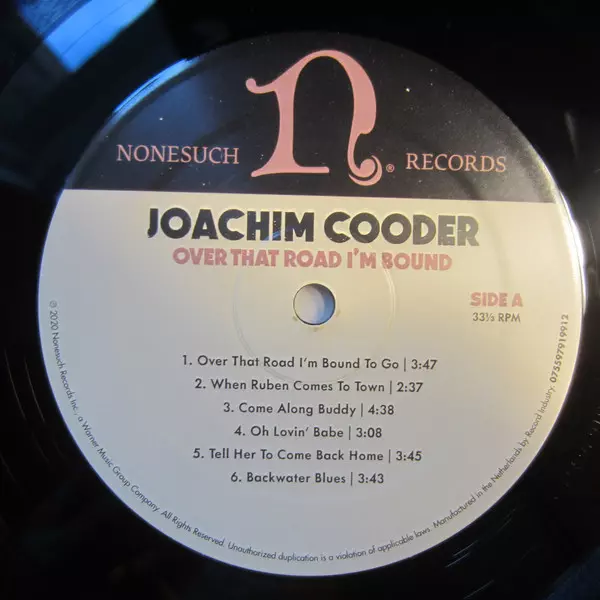 n®
NONESUCH RECORDS
JOACHIM COODER
OVER THAT ROAD I'M BOUND
SIDE A
33⅓ RPM
1. Over That Road I'm Bound To Go | 3:47
2. When Ruben Comes To Town | 2:37
3. Come Along Buddy | 4:38
4. Oh Lovin' Babe | 3:08
5. Tell Her To Come Back Home | 3:45
6. Backwater Blues | 3:43
℗ 2020 Nonesuch Records Inc., a Warner Music Group Company. All Rights Reserved. Unauthorized duplication is a violation of applicable laws. Manufactured in the Netherlands by Record Industry. 075597919912